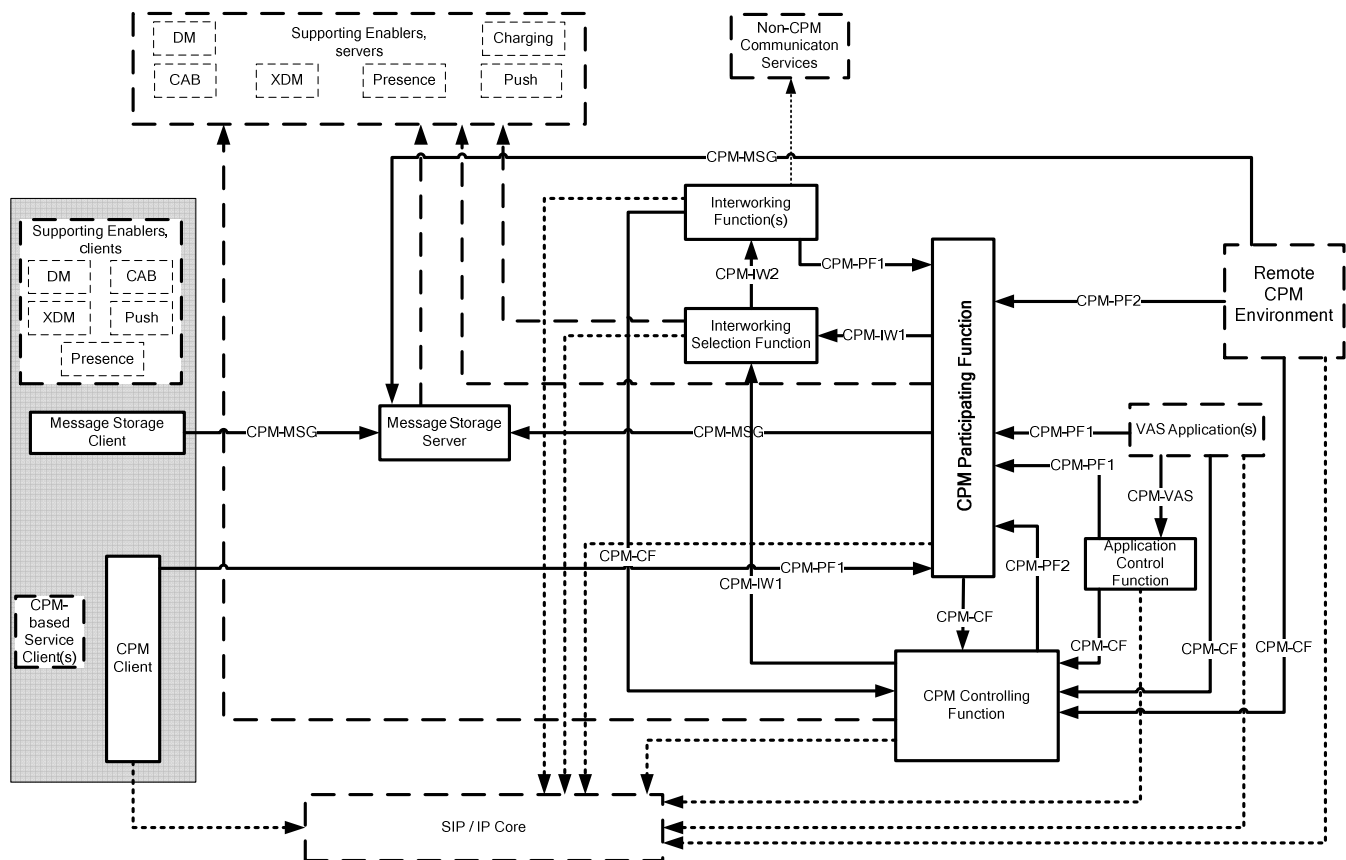 DM
Supporting Enablers,
servers
Charging
CAB
XDM
Presence
Push
Non-CPM
Communicaton
Services
CPM-MSG
Supporting Enablers,
clients
DM
CAB
XDM
Push
Presence
Interworking
Function(s)
CPM-PF1
CPM-IW2
Interworking
Selection Function
CPM-IW1
CPM Participating Function
CPM-PF2
Remote
CPM
Environment
Message Storage
Client
CPM-MSG
Message Storage
Server
CPM-MSG
CPM-PF1
VAS Application(s)
CPM-PF1
CPM-VAS
Application
Control
Function
CPM-CF
CPM-IW1
CPM-PF1
CPM-PF2
CPM-
based
Service
Client(s)
CPM
Client
CPM-CF
CPM-CF
CPM-CF
CPM-CF
CPM Controlling
Function
SIP / IP Core